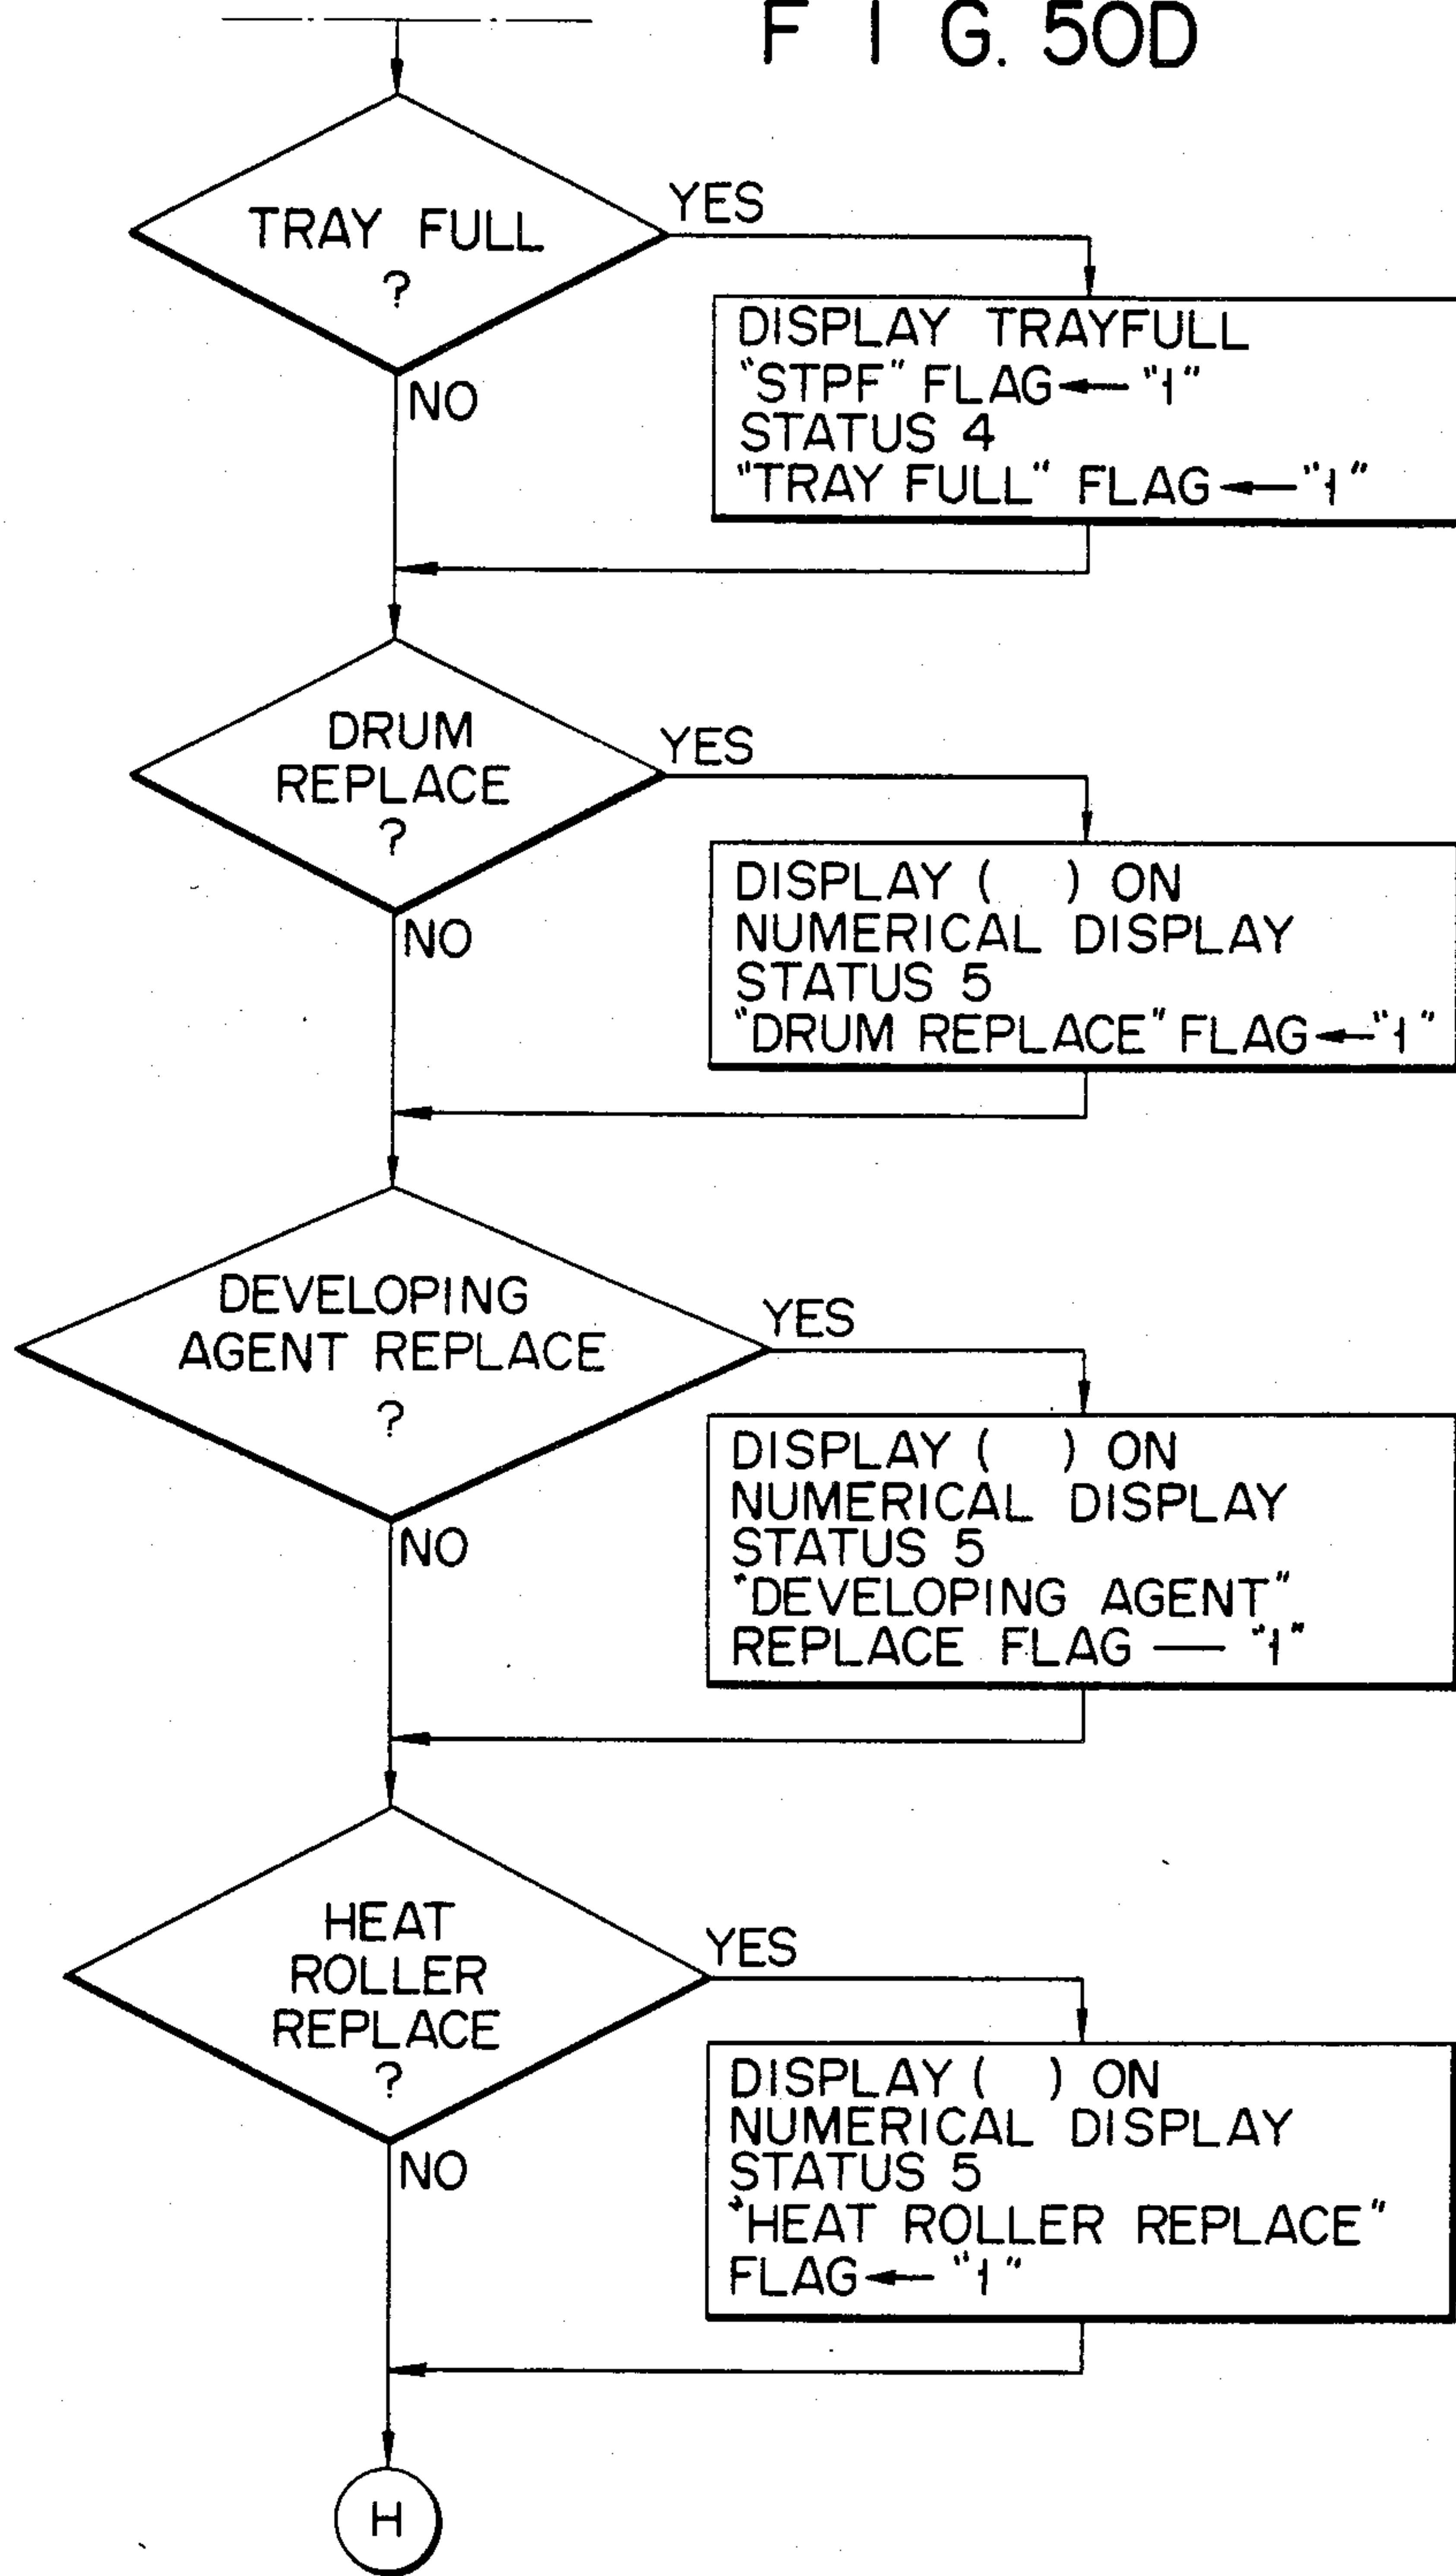 F I G. 50D
TRAY FULL
?
YES
NO
DISPLAY TRAYFULL
"STPF" FLAG ← "1"
STATUS 4
"TRAY FULL" FLAG ← "1"
DRUM
REPLACE
?
YES
NO
DISPLAY (   ) ON
NUMERICAL DISPLAY
STATUS 5
"DRUM REPLACE" FLAG ← "1"
DEVELOPING
AGENT REPLACE
?
YES
NO
DISPLAY (   ) ON
NUMERICAL DISPLAY
STATUS 5
"DEVELOPING AGENT"
REPLACE FLAG — "1"
HEAT
ROLLER
REPLACE
?
YES
NO
DISPLAY (   ) ON
NUMERICAL DISPLAY
STATUS 5
"HEAT ROLLER REPLACE"
FLAG ← "1"
H